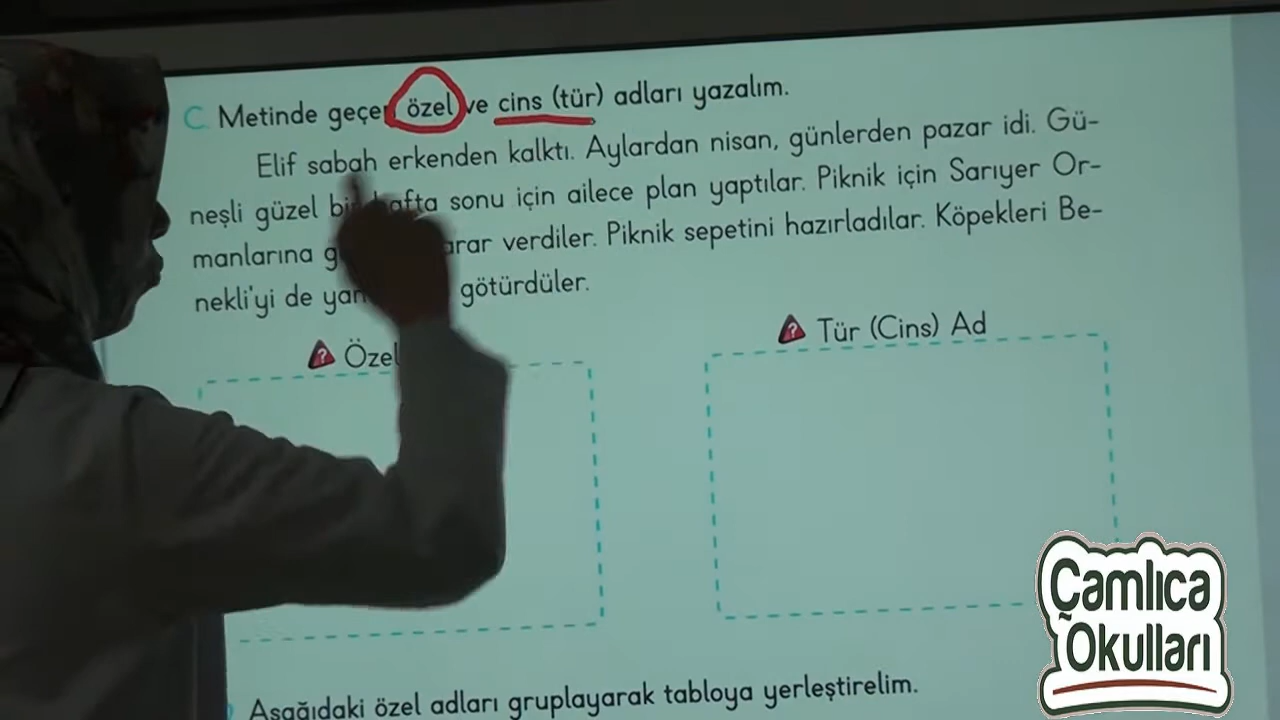 C. Metinde geçen özel ve cins (tür) adları yazalım.
Elif sabah erkenden kalktı. Aylardan nisan, günlerden pazar idi. Gü-
neşli güzel bir hafta sonu için ailece plan yaptılar. Piknik için Sarıyer Or-
manlarına verdiler. Piknik sepetini hazırladılar. Köpekleri Be-
nekli'yi de götürdüler.
Özel
Tür (Cins) Ad
Aşağıdaki özel adları gruplayarak tabloya yerleştirelim.
Çamlıca
Okulları